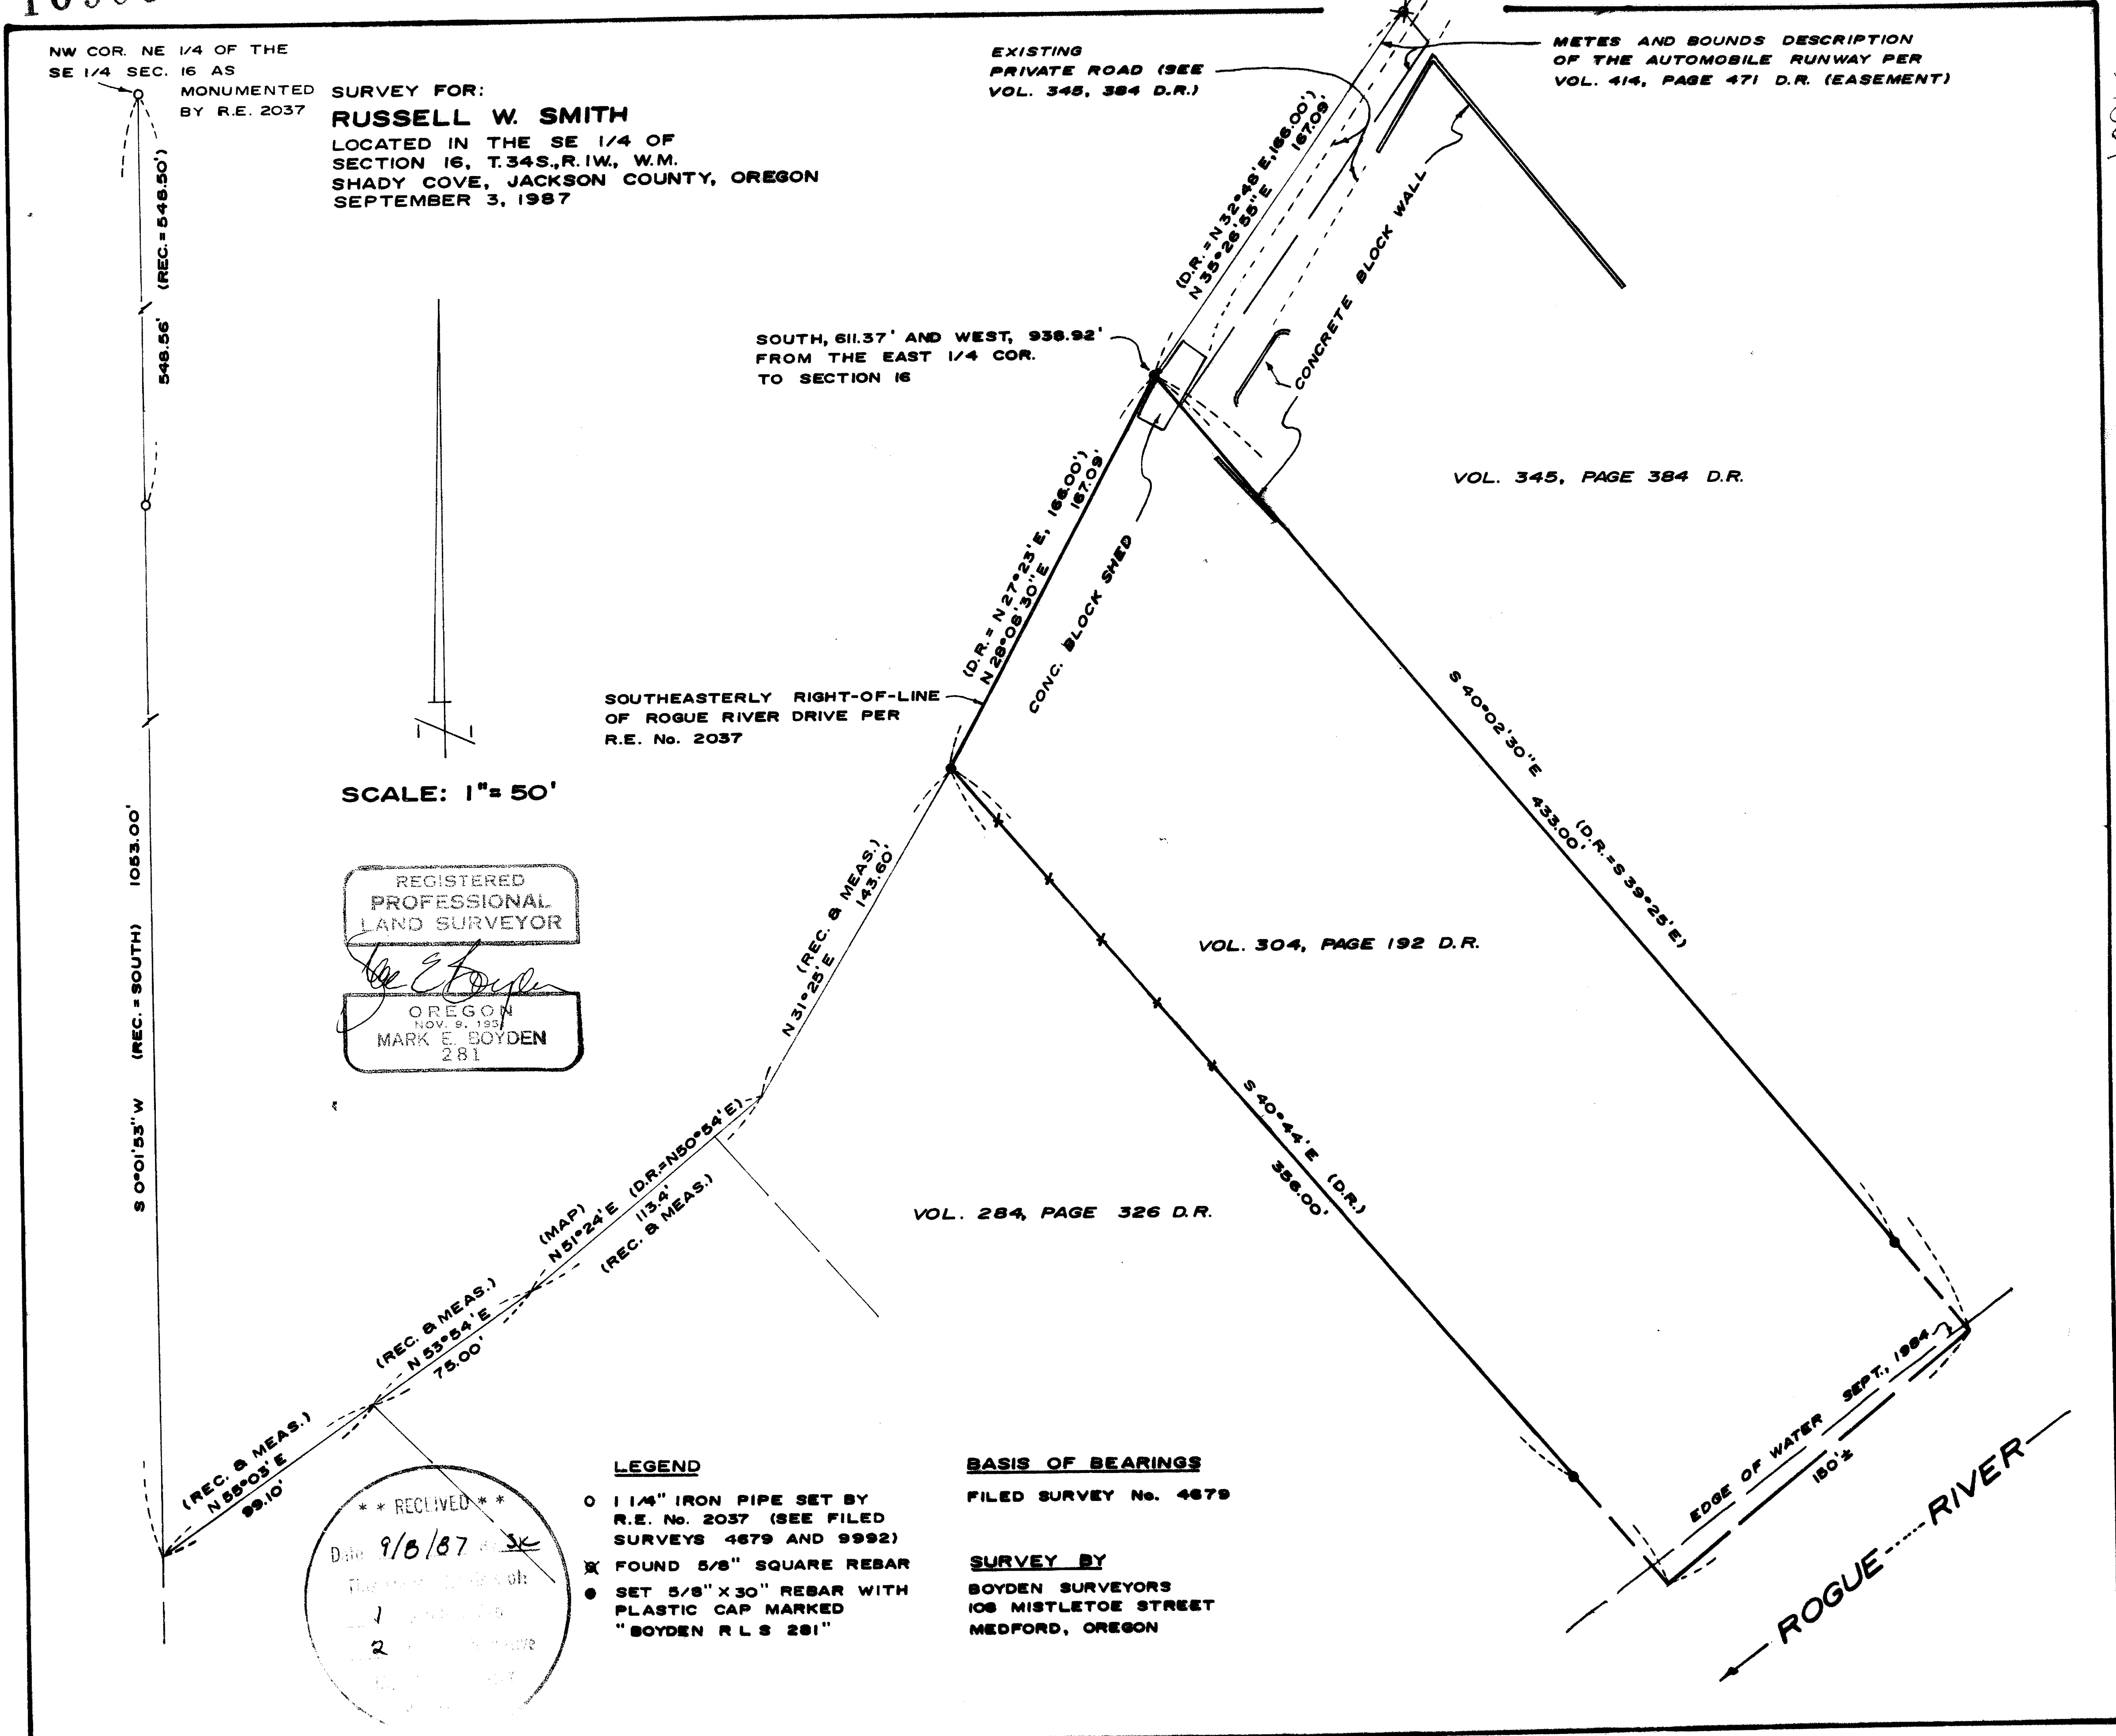 NW COR. NE 1/4 OF THE
SE 1/4 SEC. 16 AS
MONUMENTED
BY R.E. 2037
SURVEY FOR:
RUSSELL W. SMITH
LOCATED IN THE SE 1/4 OF
SECTION 16, T.34S.,R.1W., W.M.
SHADY COVE, JACKSON COUNTY, OREGON
SEPTEMBER 3, 1987
EXISTING
PRIVATE ROAD (SEE
VOL. 345, 384 D.R.)
METES AND BOUNDS DESCRIPTION
OF THE AUTOMOBILE RUNWAY PER
VOL. 414, PAGE 471 D.R. (EASEMENT)
548.56' (REC.=548.50')
(D.R.=N 32°48'E,166.00')
N 35°26'55"E 167.09'
CONCRETE BLOCK WALL
SOUTH, 611.37' AND WEST, 938.92'
FROM THE EAST 1/4 COR.
TO SECTION 16
VOL. 345, PAGE 384 D.R.
(D.R.= N 27°23'E, 166.00')
N 28°08'30"E 167.09'
CONC. BLOCK SHED
SOUTHEASTERLY RIGHT-OF-LINE
OF ROGUE RIVER DRIVE PER
R.E. No. 2037
S 40°02'30"E (D.R.=S 39°25'E)
433.00'
SCALE: 1"= 50'
S 0°01'53"W (REC.=SOUTH) 1053.00'
REGISTERED
PROFESSIONAL
LAND SURVEYOR
OREGON
NOV. 9, 195
MARK E. BOYDEN
281
(REC. & MEAS.)
N 31°25'E 143.60'
VOL. 304, PAGE 192 D.R.
S 40°44'E (D.R.)
356.00'
VOL. 284, PAGE 326 D.R.
(MAP)
N 51°24'E (D.R.=N50°54'E)
113.4'
(REC. & MEAS.)
(REC. & MEAS.)
N 53°54'E
75.00'
(REC. & MEAS.)
N 55°03'E
99.10'
EDGE OF WATER SEPT., 1984
150'±
ROGUE RIVER
* * RECEIVED * *
Date 9/8/87 SK
1
2
LEGEND
1 1/4" IRON PIPE SET BY
R.E. No. 2037 (SEE FILED
SURVEYS 4679 AND 9992)
FOUND 5/8" SQUARE REBAR
SET 5/8" X 30" REBAR WITH
PLASTIC CAP MARKED
"BOYDEN R L S 281"
BASIS OF BEARINGS
FILED SURVEY No. 4679
SURVEY BY
BOYDEN SURVEYORS
108 MISTLETOE STREET
MEDFORD, OREGON